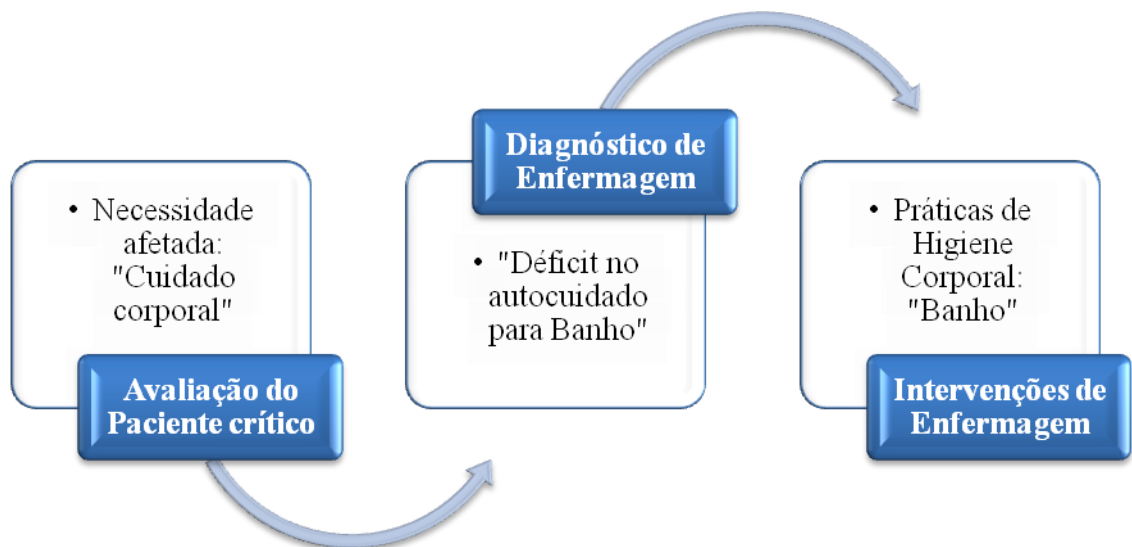 • Necessidade
afetada:
"Cuidado
corporal"
Avaliação do
Paciente crítico
Diagnóstico de
Enfermagem
• "Déficit no
autocuidado
para Banho"
• Práticas de
Higiene
Corporal:
"Banho"
Intervenções de
Enfermagem